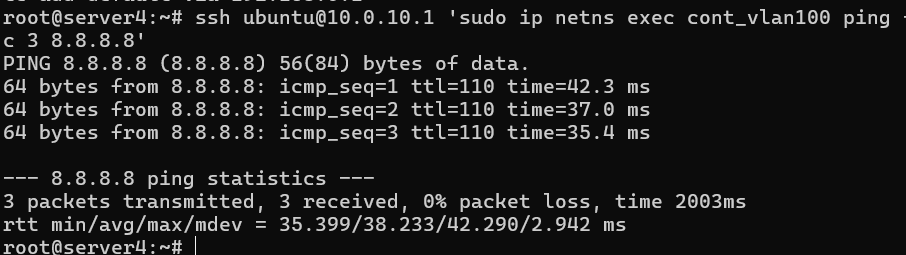 root@server4:~# ssh ubuntu@10.0.10.1 'sudo ip netns exec cont_vlan100 ping -
c 3 8.8.8.8'
PING 8.8.8.8 (8.8.8.8) 56(84) bytes of data.
64 bytes from 8.8.8.8: icmp_seq=1 ttl=110 time=42.3 ms
64 bytes from 8.8.8.8: icmp_seq=2 ttl=110 time=37.0 ms
64 bytes from 8.8.8.8: icmp_seq=3 ttl=110 time=35.4 ms

--- 8.8.8.8 ping statistics ---
3 packets transmitted, 3 received, 0% packet loss, time 2003ms
rtt min/avg/max/mdev = 35.399/38.233/42.290/2.942 ms
root@server4:~#